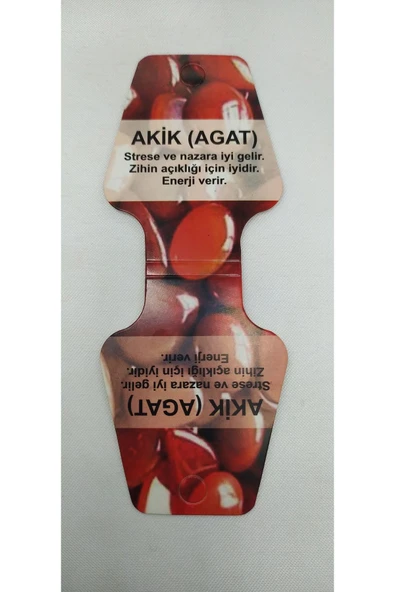 AKİK (AGAT)
Strese ve nazara iyi gelir.
Zihin açıklığı için iyidir.
Enerji verir.
AKİK (AGAT)
Strese ve nazara iyi gelir.
Zihin açıklığı için iyidir.
Enerji verir.